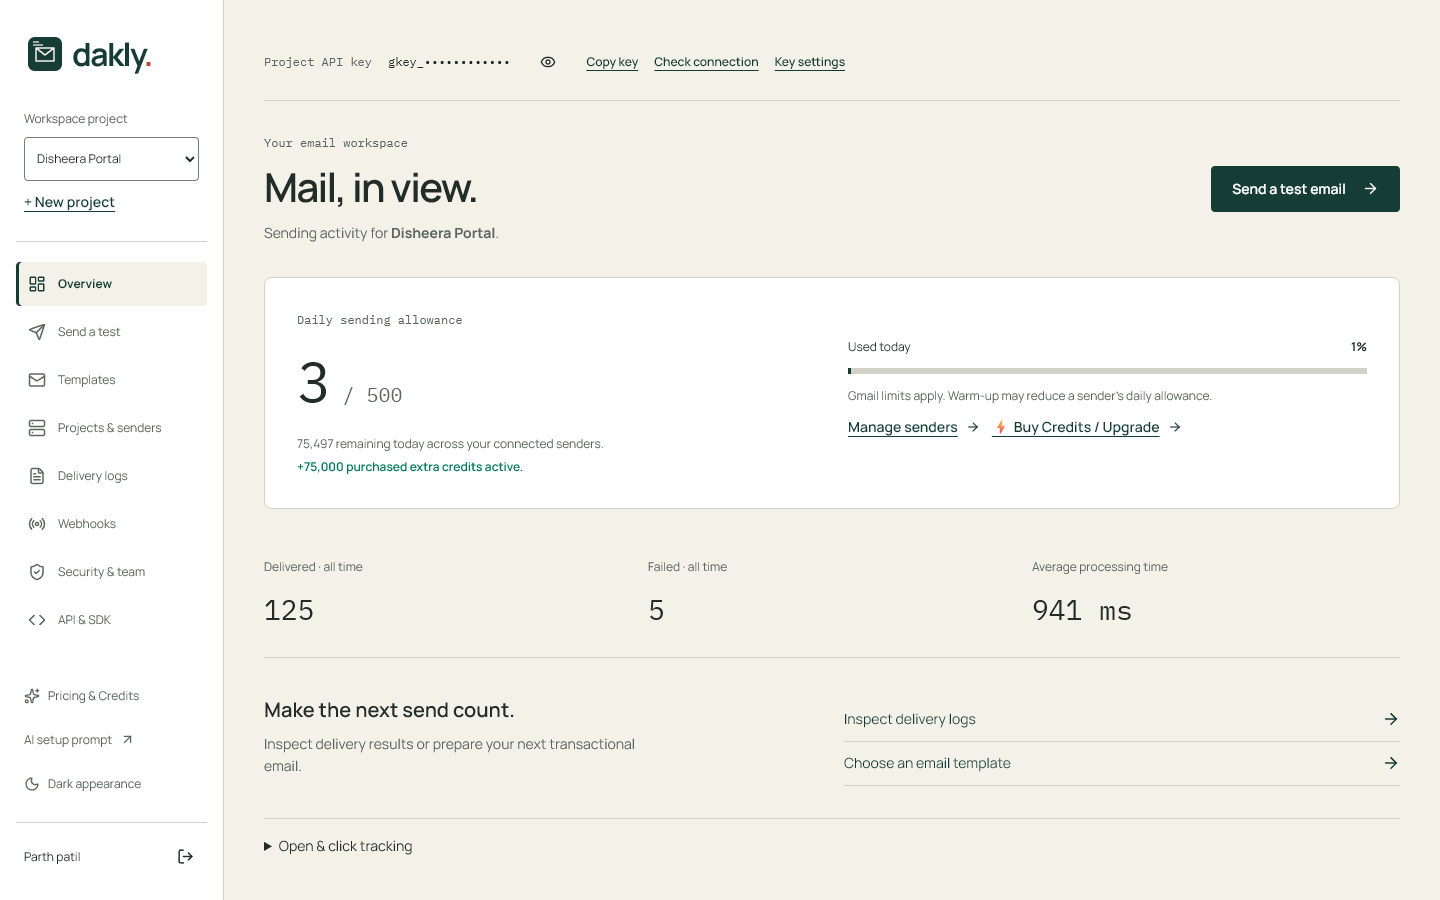 dakly.
Workspace project
Disheera Portal
+ New project
Overview
Send a test
Templates
Projects & senders
Delivery logs
Webhooks
Security & team
API & SDK
Pricing & Credits
AI setup prompt
Dark appearance
Parth patil
Project API key gkey_•••••••••••• Copy key Check connection Key settings
Your email workspace
Mail, in view.
Sending activity for Disheera Portal.
Send a test email
Daily sending allowance
3 / 500
75,497 remaining today across your connected senders.
+75,000 purchased extra credits active.
Used today 1%
Gmail limits apply. Warm-up may reduce a sender's daily allowance.
Manage senders Buy Credits / Upgrade
Delivered · all time
125
Failed · all time
5
Average processing time
941 ms
Make the next send count.
Inspect delivery results or prepare your next transactional
email.
Inspect delivery logs
Choose an email template
Open & click tracking